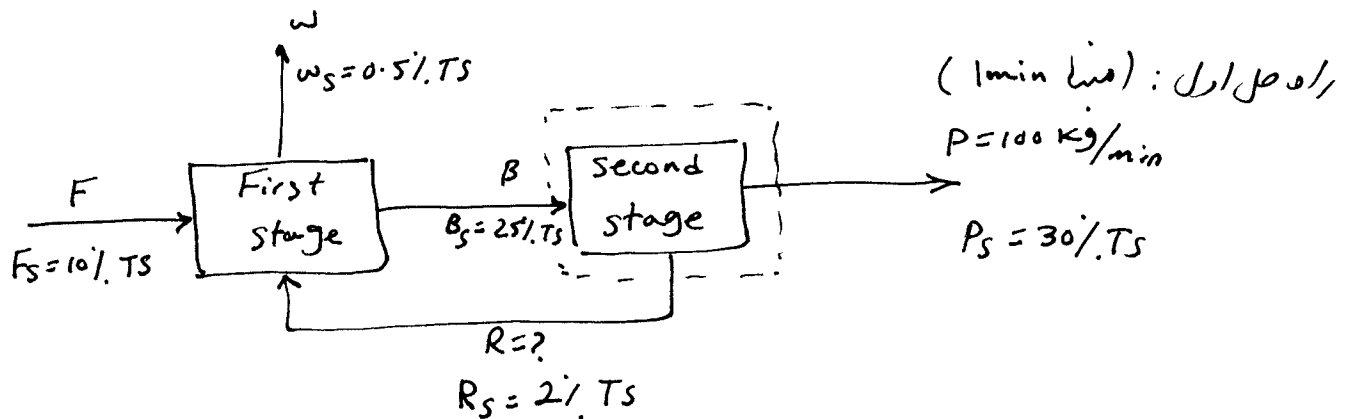 راه حل اول: (مبنا 1min)
P=100 Kg/min
P_S = 30%.TS
W
W_S=0.5%.TS
F
F_S=10%.TS
First stage
B
B_S=25%.TS
second stage
R=?
R_S=2%.TS